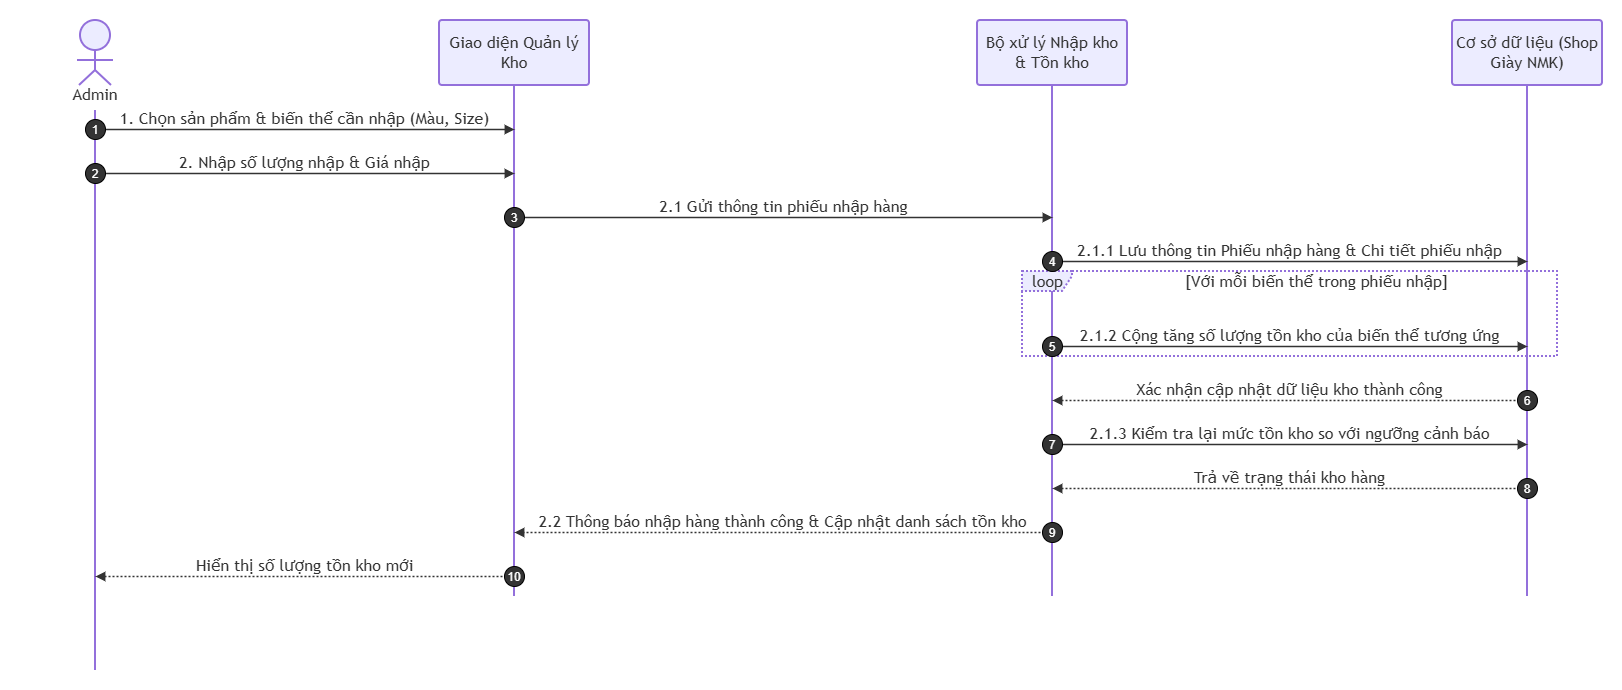 Giao diện Quản lý
Kho
Bộ xử lý Nhập kho
& Tồn kho
Cơ sở dữ liệu (Shop
Giày NMK)
Admin
1. Chọn sản phẩm & biến thể cần nhập (Màu, Size)
1
2. Nhập số lượng nhập & Giá nhập
2
2.1 Gửi thông tin phiếu nhập hàng
3
2.1.1 Lưu thông tin Phiếu nhập hàng & Chi tiết phiếu nhập
4
loop
[Với mỗi biến thể trong phiếu nhập]
2.1.2 Cộng tăng số lượng tồn kho của biến thể tương ứng
5
Xác nhận cập nhật dữ liệu kho thành công
6
2.1.3 Kiểm tra lại mức tồn kho so với ngưỡng cảnh báo
7
Trả về trạng thái kho hàng
8
2.2 Thông báo nhập hàng thành công & Cập nhật danh sách tồn kho
9
Hiển thị số lượng tồn kho mới
10